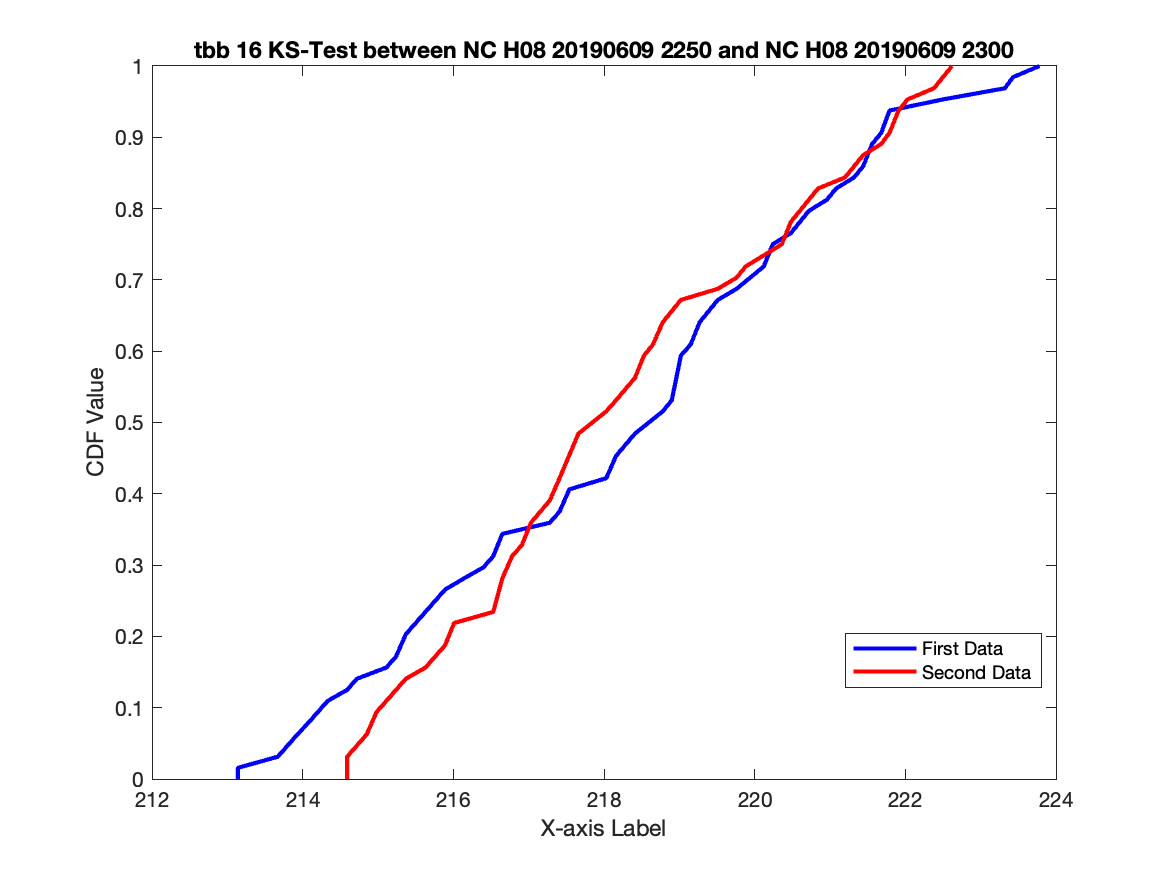 tbb 16 KS-Test between NC H08 20190609 2250 and NC H08 20190609 2300
1
0.9
0.8
0.7
0.6
0.5
0.4
0.3
0.2
0.1
0
CDF Value
First Data
Second Data
212 214 216 218 220 222 224
X-axis Label